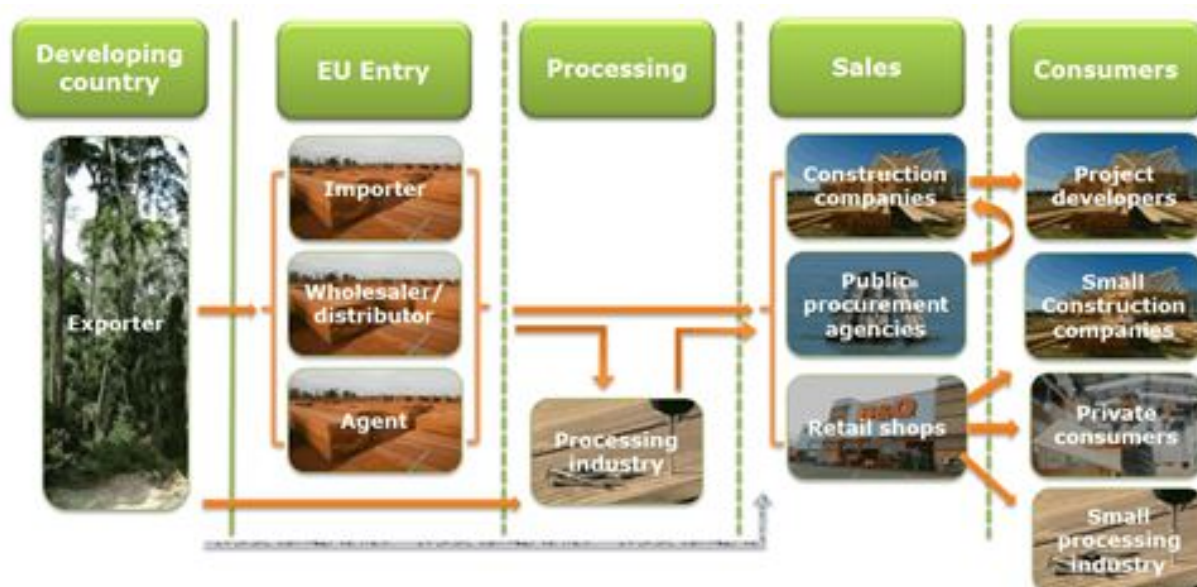 Developing
country
EU Entry
Processing
Sales
Consumers
Exporter
Importer
Wholesaler/
distributor
Agent
Processing
industry
Construction
companies
Public
procurement
agencies
Retail shops
Project
developers
Small
Construction
companies
Private
consumers
Small
processing
industry